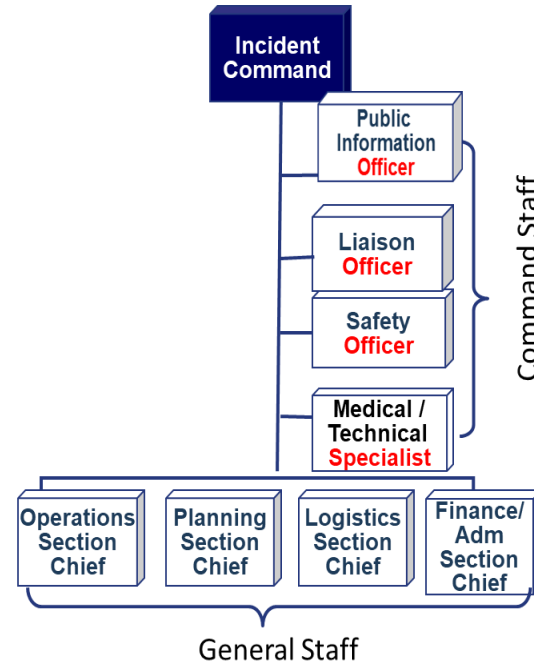 Incident
Command
Public
Information
Officer
Liaison
Officer
Safety
Officer
Medical /
Technical
Specialist
Command Staff
Operations
Section
Chief
Planning
Section
Chief
Logistics
Section
Chief
Finance/
Adm
Section
Chief
General Staff